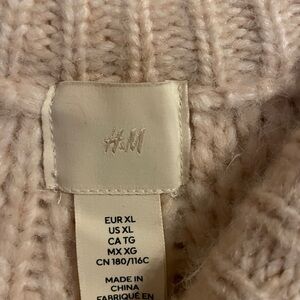 H&M
EUR XL
US XL
CA TG
MX XG
CN 180/116C
MADE IN
CHINA
FABRIQUÉ EN